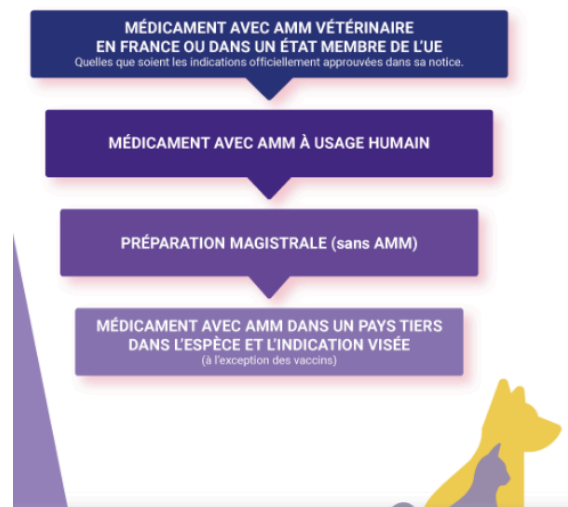 MÉDICAMENT AVEC AMM VÉTÉRINAIRE
EN FRANCE OU DANS UN ÉTAT MEMBRE DE L'UE
Quelles que soient les indications officiellement approuvées dans sa notice.
MÉDICAMENT AVEC AMM À USAGE HUMAIN
PRÉPARATION MAGISTRALE (sans AMM)
MÉDICAMENT AVEC AMM DANS UN PAYS TIERS
DANS L'ESPÈCE ET L'INDICATION VISÉE
(à l'exception des vaccins)